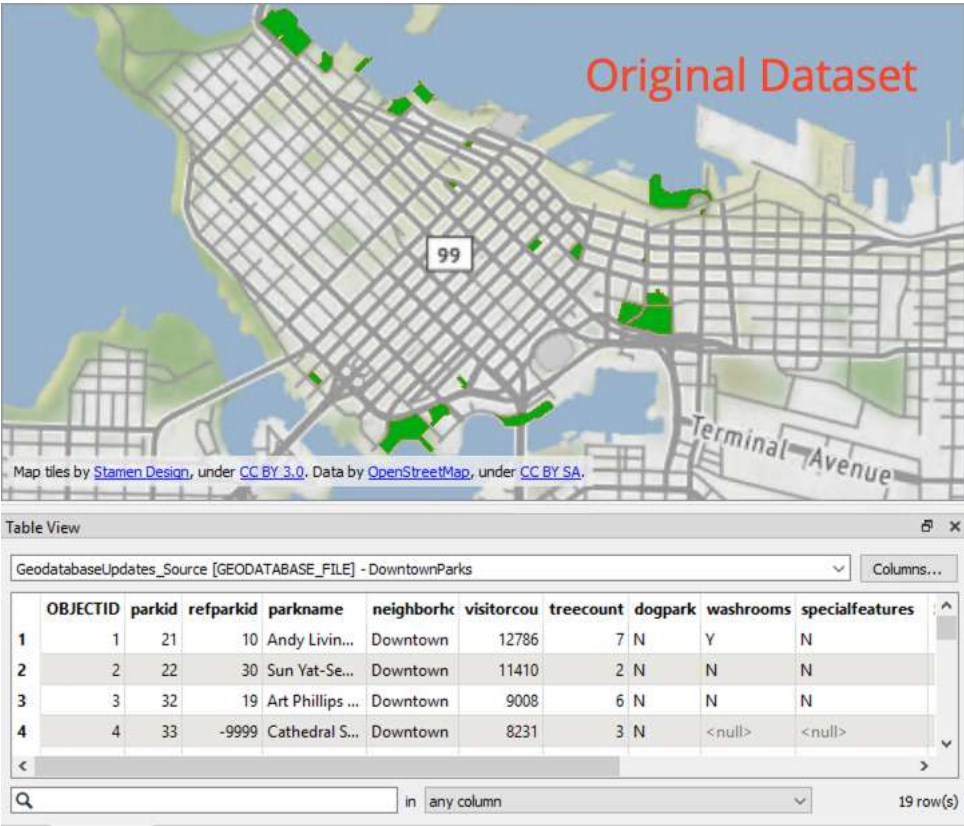 Original Dataset
99
Terminal Avenue
Map tiles by Stamen Design, under CC BY 3.0. Data by OpenStreetMap, under CC BY SA.
Table View
GeodatabaseUpdates_Source [GEODATABASE_FILE] - DowntownParks
Columns...
OBJECTID parkid refparkid parkname neighborhc visitorcou treecount dogpark washrooms specialfeatures
1 1 21 10 Andy Livin... Downtown 12786 7 N Y N
2 2 22 30 Sun Yat-Se... Downtown 11410 2 N N N
3 3 32 19 Art Phillips ... Downtown 9008 6 N N N
4 4 33 -9999 Cathedral S... Downtown 8231 3 N <null> <null>
in any column 19 row(s)